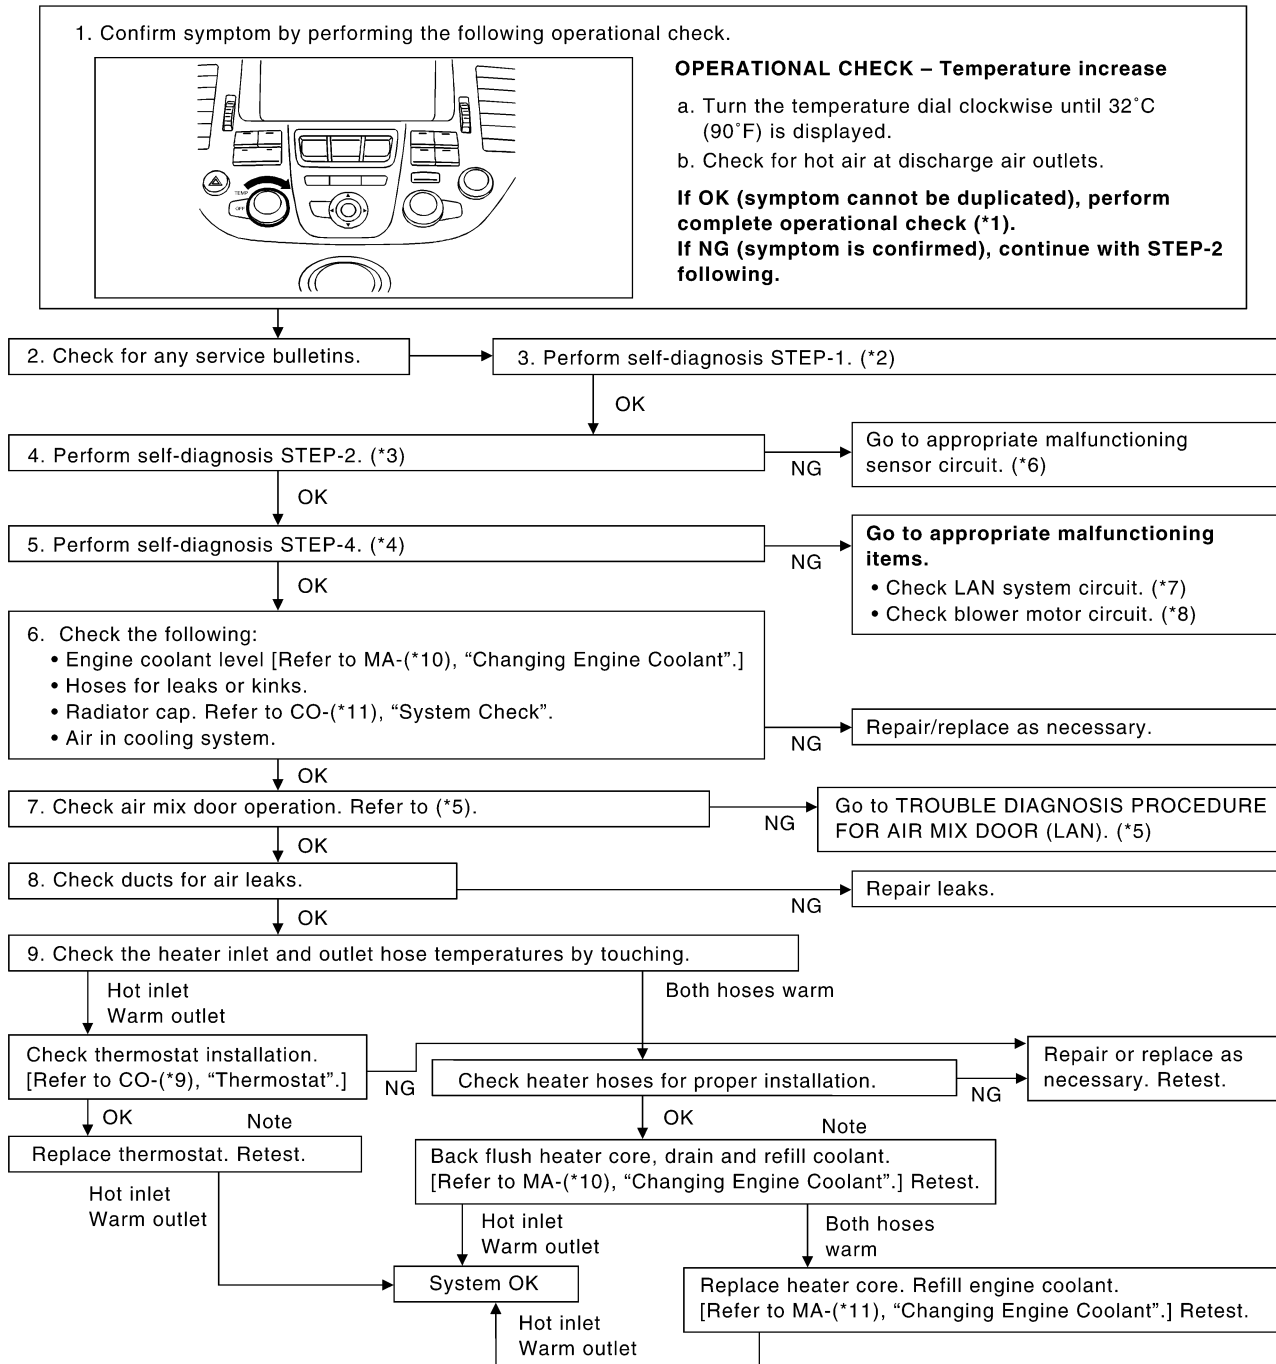 1. Confirm symptom by performing the following operational check.
TEMP
OFF
OPERATIONAL CHECK – Temperature increase
a. Turn the temperature dial clockwise until 32˚C
(90˚F) is displayed.
b. Check for hot air at discharge air outlets.
If OK (symptom cannot be duplicated), perform
complete operational check (*1).
If NG (symptom is confirmed), continue with STEP-2
following.
2. Check for any service bulletins.
3. Perform self-diagnosis STEP-1. (*2)
OK
4. Perform self-diagnosis STEP-2. (*3)
NG
Go to appropriate malfunctioning
sensor circuit. (*6)
OK
5. Perform self-diagnosis STEP-4. (*4)
NG
Go to appropriate malfunctioning
items.
• Check LAN system circuit. (*7)
• Check blower motor circuit. (*8)
OK
6. Check the following:
• Engine coolant level [Refer to MA-(*10), “Changing Engine Coolant”.]
• Hoses for leaks or kinks.
• Radiator cap. Refer to CO-(*11), “System Check”.
• Air in cooling system.
NG
Repair/replace as necessary.
OK
7. Check air mix door operation. Refer to (*5).
NG
Go to TROUBLE DIAGNOSIS PROCEDURE
FOR AIR MIX DOOR (LAN). (*5)
OK
8. Check ducts for air leaks.
NG
Repair leaks.
OK
9. Check the heater inlet and outlet hose temperatures by touching.
Hot inlet
Warm outlet
Both hoses warm
Check thermostat installation.
[Refer to CO-(*9), “Thermostat”.]
NG
Check heater hoses for proper installation.
NG
Repair or replace as
necessary. Retest.
OK
Note
Replace thermostat. Retest.
OK
Note
Back flush heater core, drain and refill coolant.
[Refer to MA-(*10), “Changing Engine Coolant”.] Retest.
Hot inlet
Warm outlet
Hot inlet
Warm outlet
Both hoses
warm
System OK
Replace heater core. Refill engine coolant.
[Refer to MA-(*11), “Changing Engine Coolant”.] Retest.
Hot inlet
Warm outlet